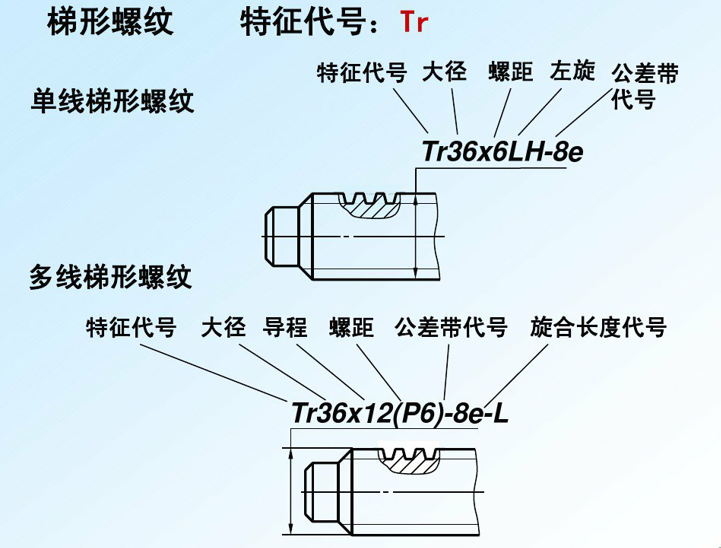 梯形螺纹 特征代号：Tr
特征代号 大径 螺距 左旋 公差带
代号
单线梯形螺纹
Tr36x6LH-8e
多线梯形螺纹
特征代号 大径 导程 螺距 公差带代号 旋合长度代号
Tr36x12(P6)-8e-L